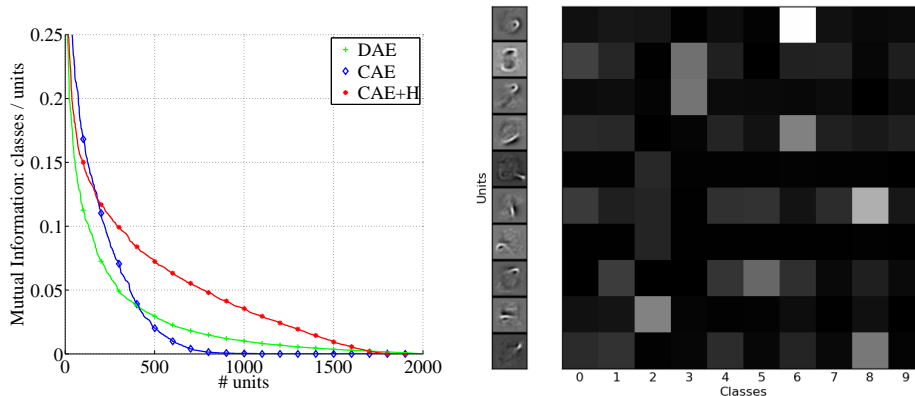 Mutual Information: classes / units
0.25
0.2
0.15
0.1
0.05
0
0
500
1000
1500
2000
# units
DAE
CAE
CAE+H
Units
0 1 2 3 4 5 6 7 8 9
Classes